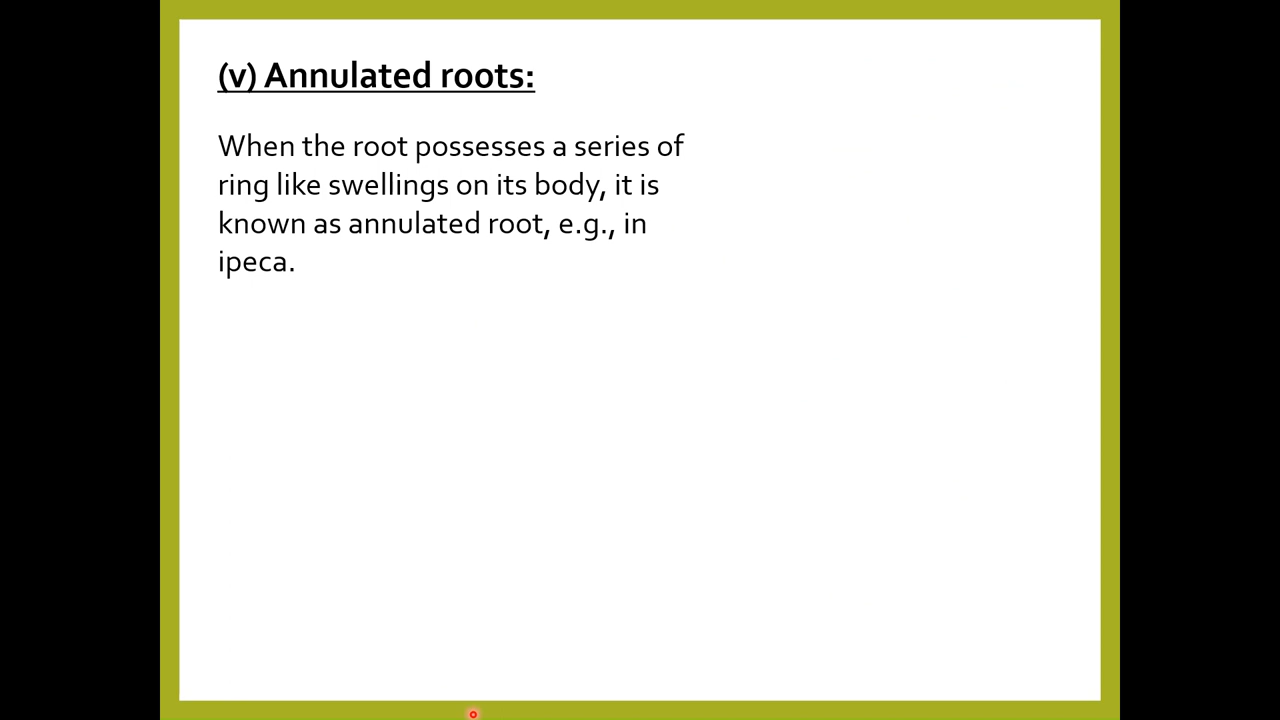 (v) Annulated roots:
When the root possesses a series of
ring like swellings on its body, it is
known as annulated root, e.g., in
ipeca.